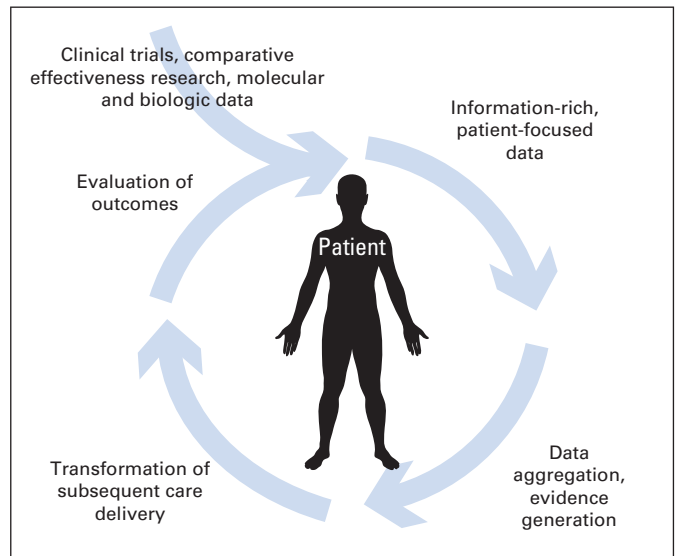 Clinical trials, comparative
effectiveness research, molecular
and biologic data
Information-rich,
patient-focused
data
Evaluation of
outcomes
Patient
Transformation of
subsequent care
delivery
Data
aggregation,
evidence
generation